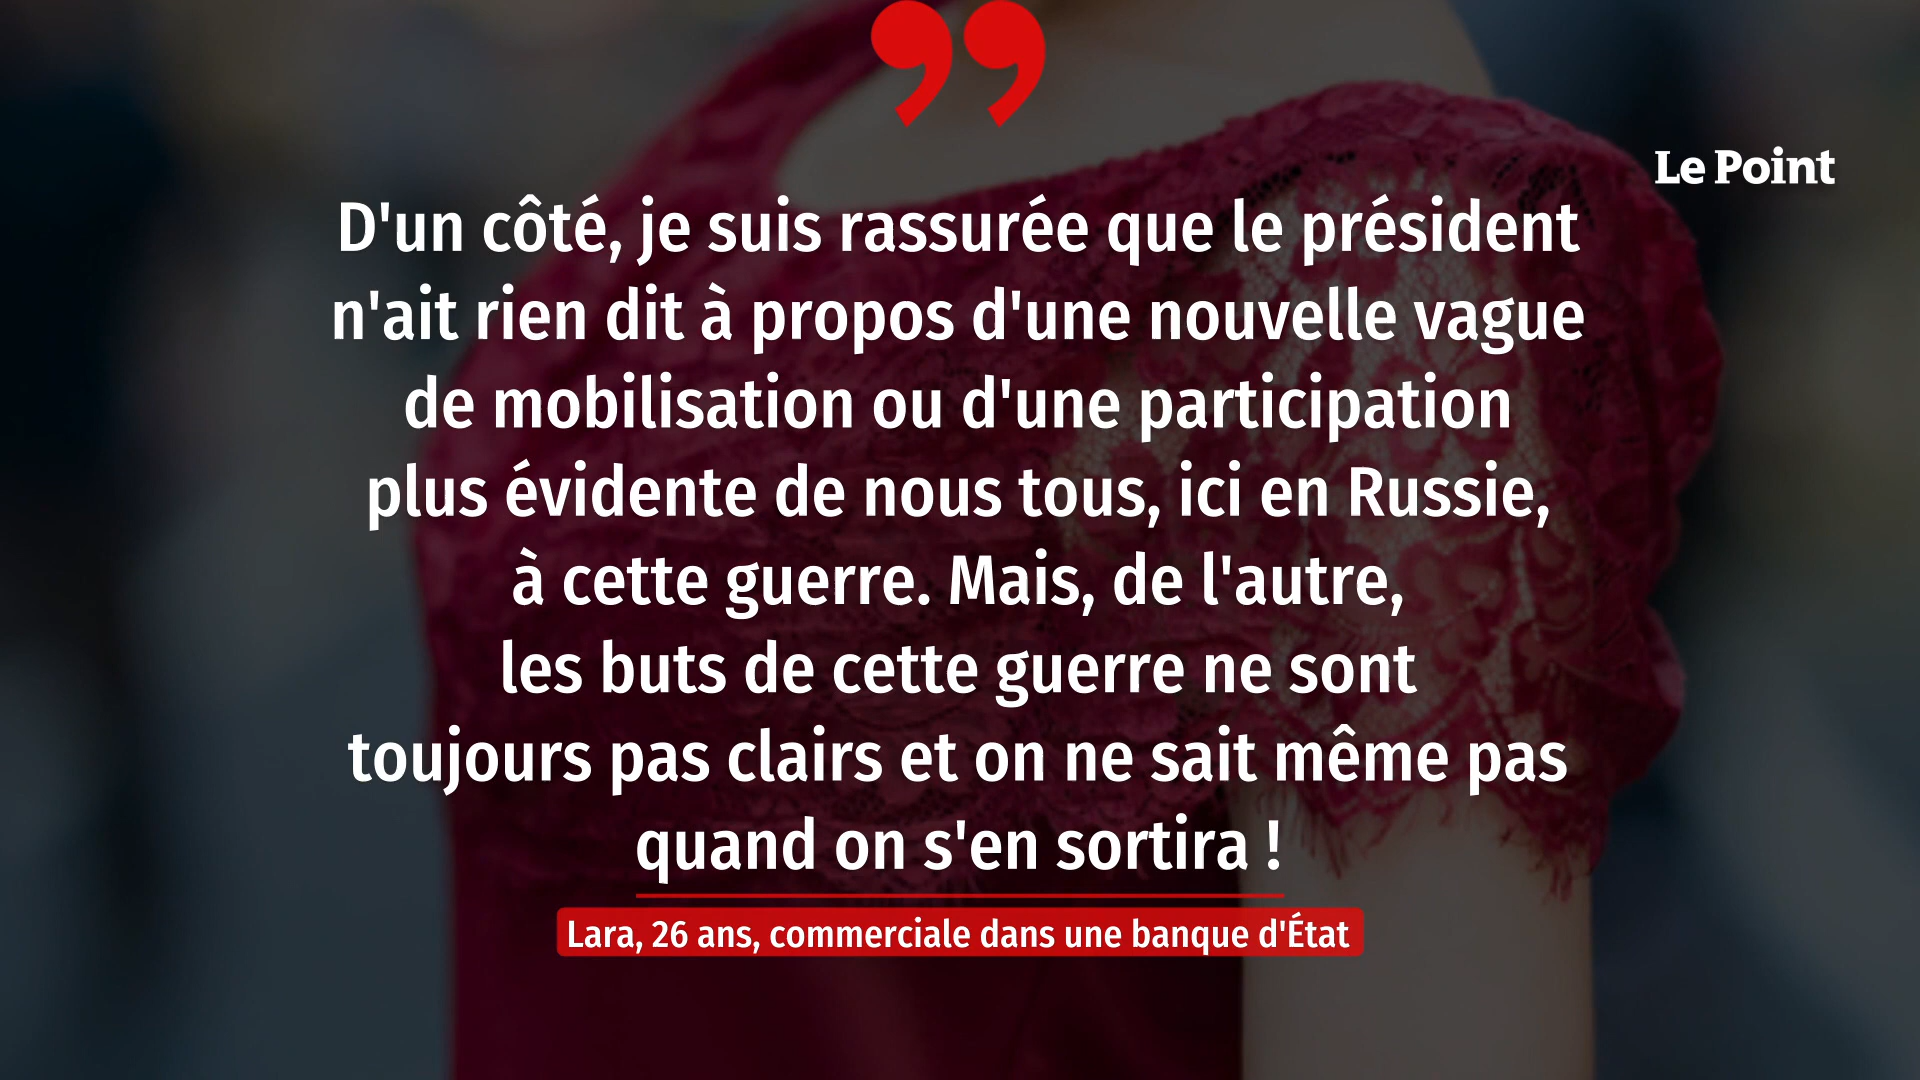 Le Point
D'un côté, je suis rassurée que le président
n'ait rien dit à propos d'une nouvelle vague
de mobilisation ou d'une participation
plus évidente de nous tous, ici en Russie,
à cette guerre. Mais, de l'autre,
les buts de cette guerre ne sont
toujours pas clairs et on ne sait même pas
quand on s'en sortira !
Lara, 26 ans, commerciale dans une banque d'État